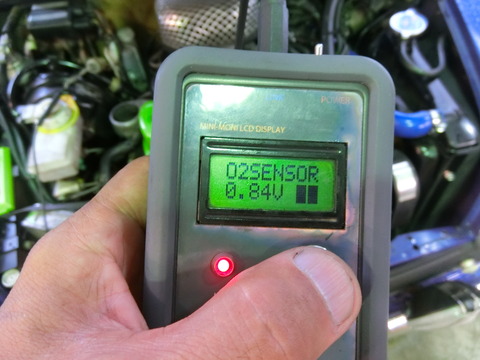 POWER
MINI-MONI LCD DISPLAY
O2SENSOR
0.84V